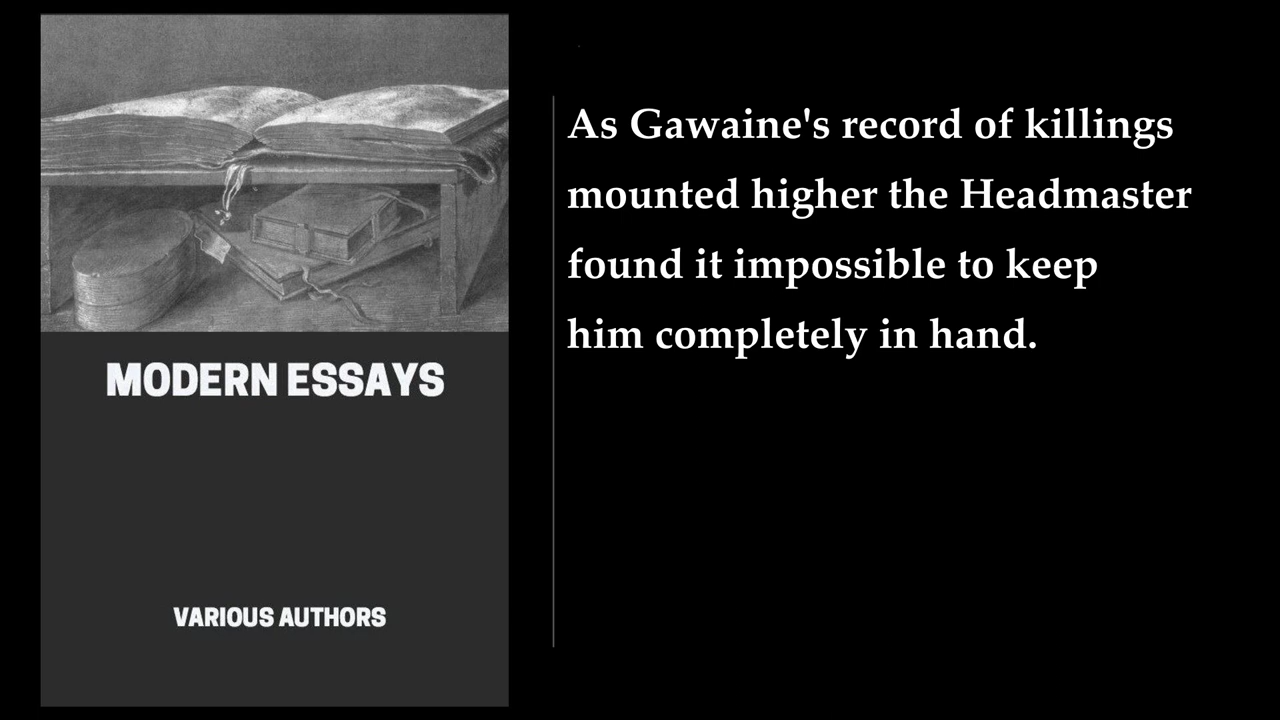 MODERN ESSAYS
VARIOUS AUTHORS
As Gawaine's record of killings
mounted higher the Headmaster
found it impossible to keep
him completely in hand.